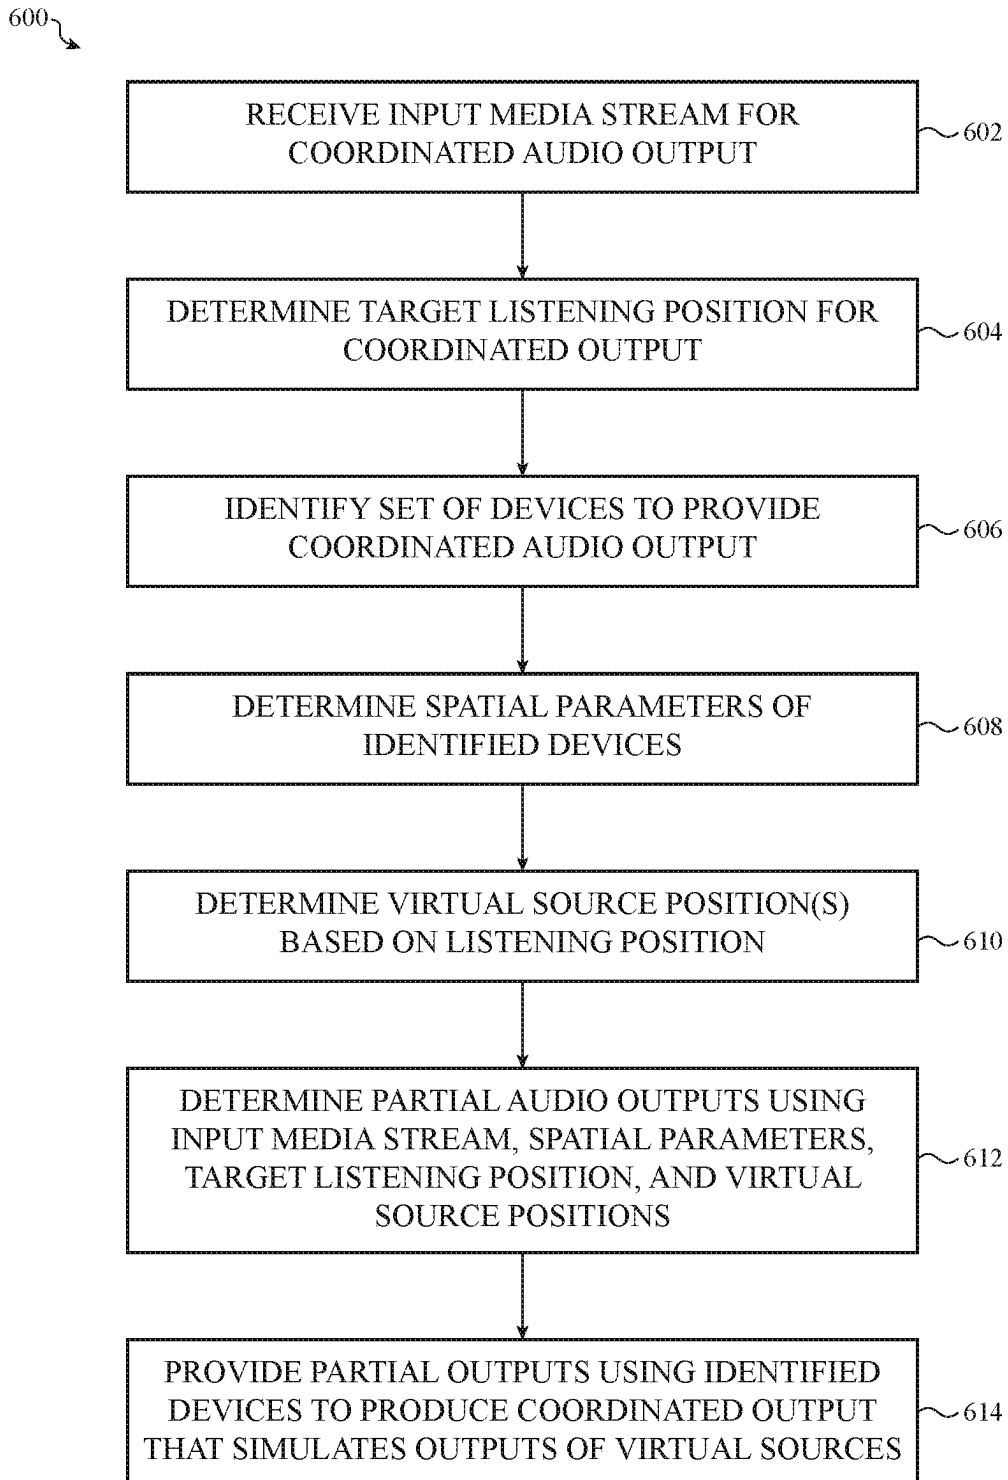 600
RECEIVE INPUT MEDIA STREAM FOR
COORDINATED AUDIO OUTPUT
602
DETERMINE TARGET LISTENING POSITION FOR
COORDINATED OUTPUT
604
IDENTIFY SET OF DEVICES TO PROVIDE
COORDINATED AUDIO OUTPUT
606
DETERMINE SPATIAL PARAMETERS OF
IDENTIFIED DEVICES
608
DETERMINE VIRTUAL SOURCE POSITION(S)
BASED ON LISTENING POSITION
610
DETERMINE PARTIAL AUDIO OUTPUTS USING
INPUT MEDIA STREAM, SPATIAL PARAMETERS,
TARGET LISTENING POSITION, AND VIRTUAL
SOURCE POSITIONS
612
PROVIDE PARTIAL OUTPUTS USING IDENTIFIED
DEVICES TO PRODUCE COORDINATED OUTPUT
THAT SIMULATES OUTPUTS OF VIRTUAL SOURCES
614